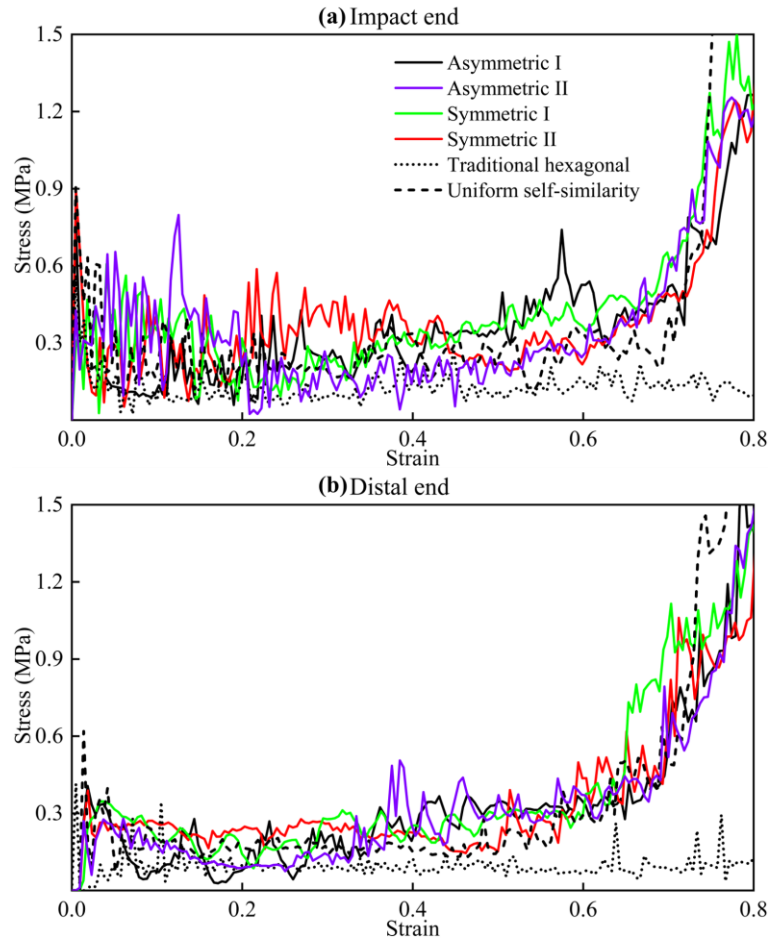 (a) Impact end
1.5
1.2
0.9
0.6
0.3
Stress (MPa)
Asymmetric I
Asymmetric II
Symmetric I
Symmetric II
Traditional hexagonal
Uniform self-similarity
0.0 0.2 0.4 0.6 0.8
Strain
(b) Distal end
1.5
1.2
0.9
0.6
0.3
Stress (MPa)
0.0 0.2 0.4 0.6 0.8
Strain